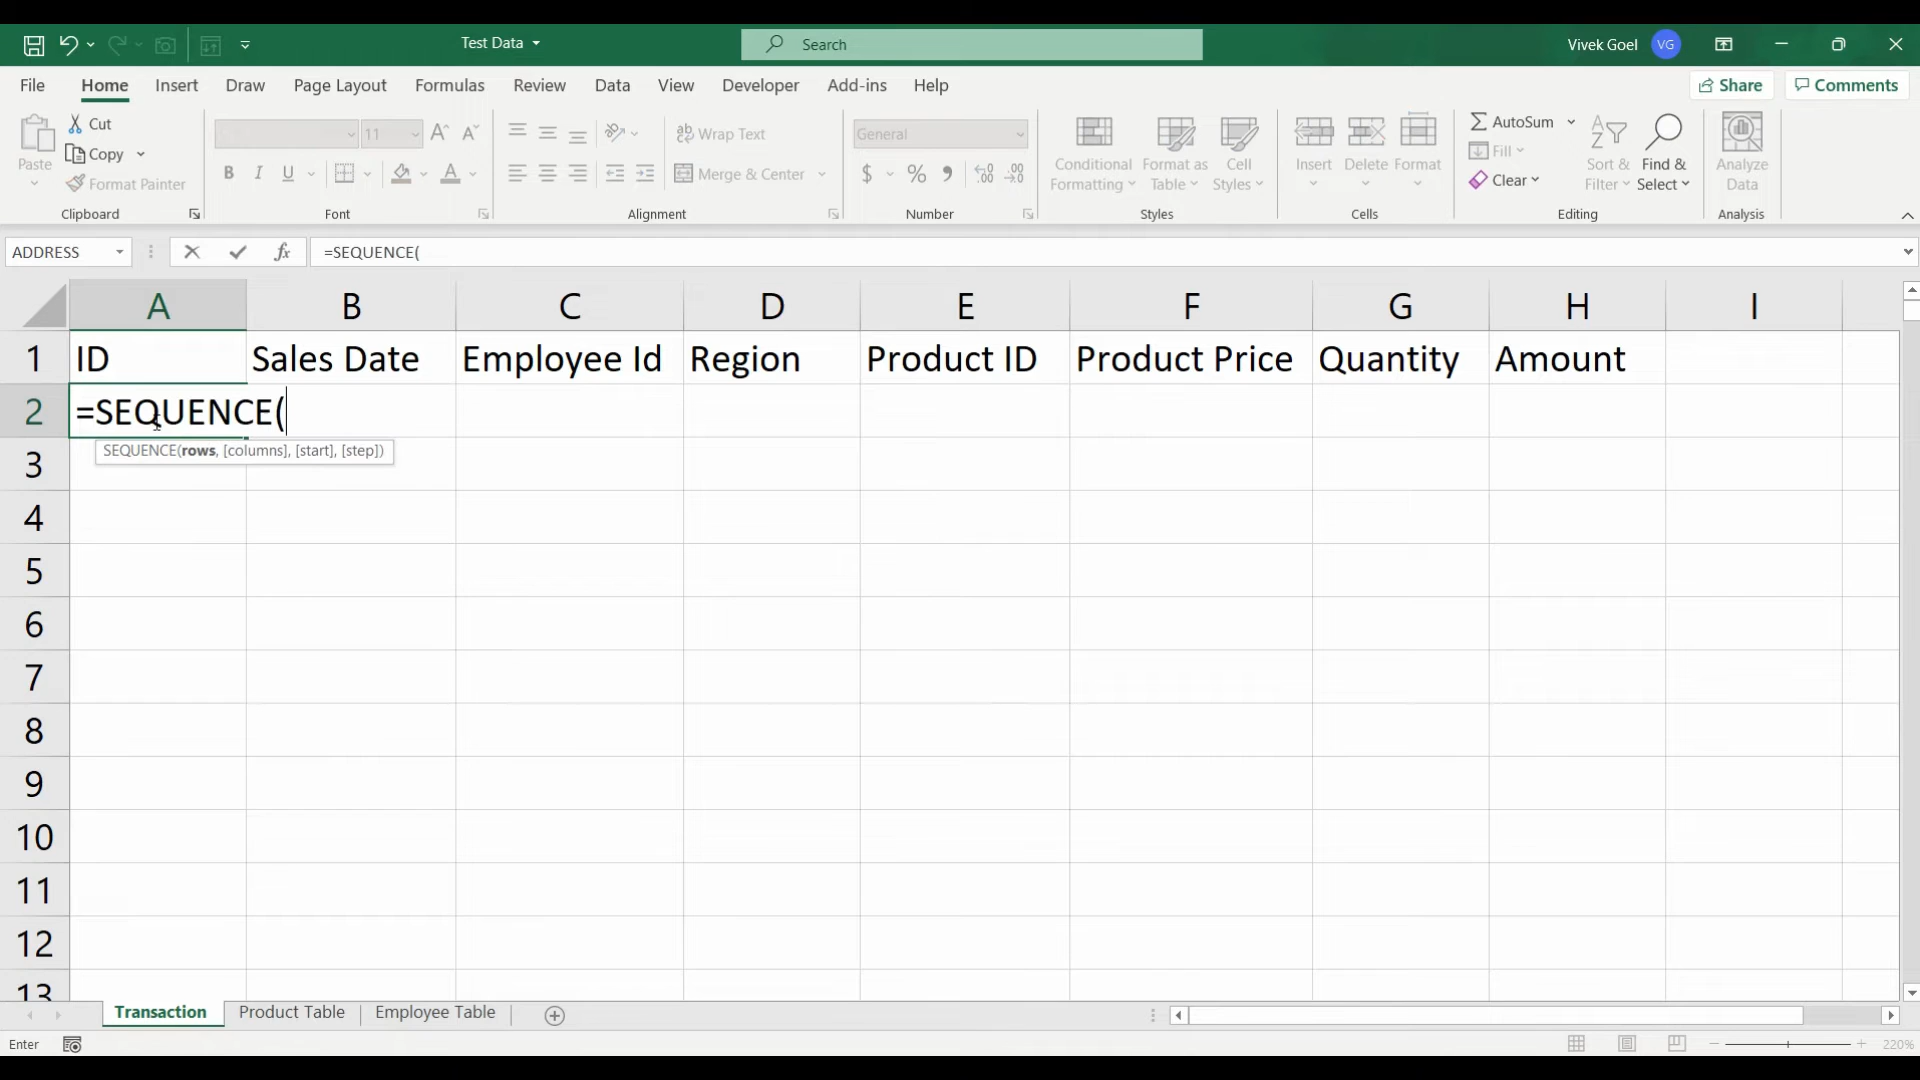 Test Data
Search
Vivek Goel VG
File Home Insert Draw Page Layout Formulas Review Data View Developer Add-ins Help Share Comments
Paste
Cut
Copy
Format Painter
Clipboard
11
B I U
Font
Wrap Text
Merge & Center
Alignment
General
$ % ,
Number
Conditional Formatting
Format as Table
Cell Styles
Styles
Insert Delete Format
Cells
AutoSum
Fill
Clear
Sort & Filter
Find & Select
Editing
Analyze Data
Analysis
ADDRESS fx =SEQUENCE(
A B C D E F G H I
1 ID Sales Date Employee Id Region Product ID Product Price Quantity Amount
2 =SEQUENCE(
SEQUENCE(rows, [columns], [start], [step])
3
4
5
6
7
8
9
10
11
12
13
Transaction Product Table Employee Table
Enter 220%